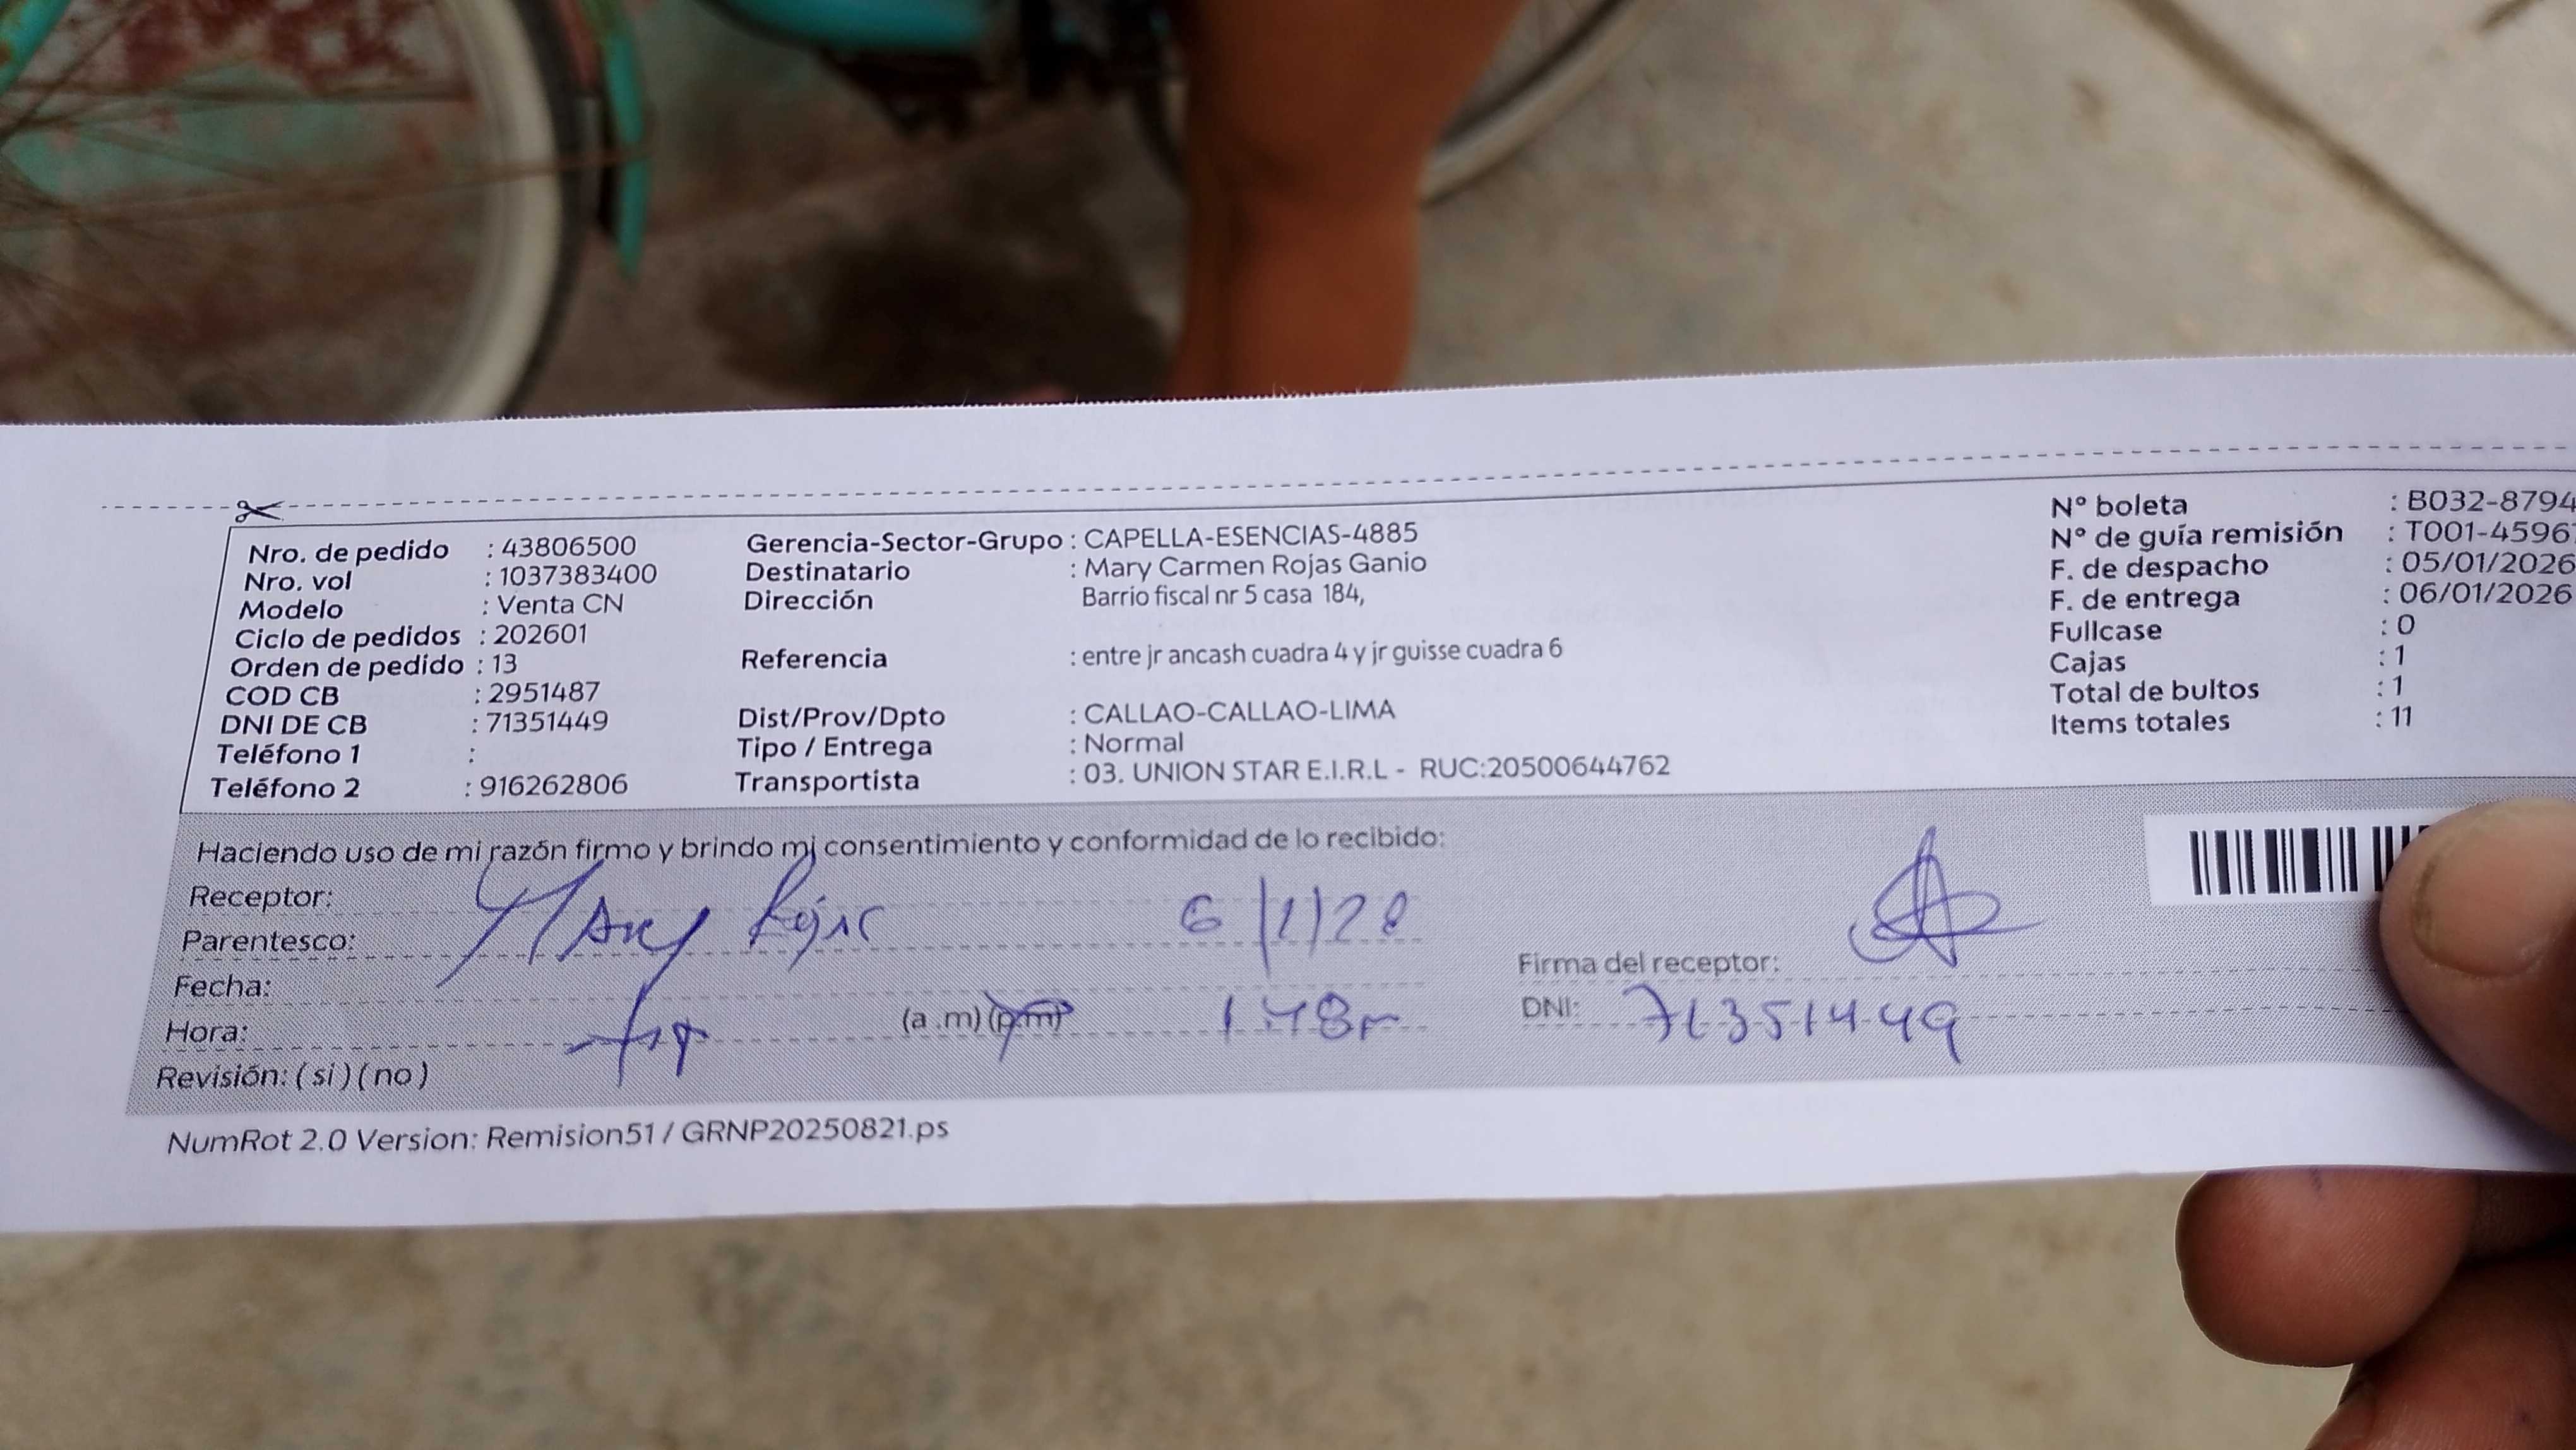 Nro. de pedido : 43806500
Nro. vol : 1037383400
Modelo : Venta CN
Ciclo de pedidos : 202601
Orden de pedido : 13
COD CB : 2951487
DNI DE CB : 71351449
Teléfono 1 :
Teléfono 2 : 916262806
Gerencia-Sector-Grupo : CAPELLA-ESENCIAS-4885
Destinatario : Mary Carmen Rojas Ganio
Dirección Barrio fiscal nr 5 casa 184,
Referencia : entre jr ancash cuadra 4 y jr guisse cuadra 6
Dist/Prov/Dpto : CALLAO-CALLAO-LIMA
Tipo / Entrega : Normal
Transportista : 03. UNION STAR E.I.R.L - RUC:20500644762
N° boleta : B032-8794
N° de guía remisión : T001-4596
F. de despacho : 05/01/2026
F. de entrega : 06/01/2026
Fullcase : 0
Cajas : 1
Total de bultos : 1
Items totales : 11
Haciendo uso de mi razón firmo y brindo mi consentimiento y conformidad de lo recibido:
Receptor: Mary Rojas
Parentesco:
Fecha: 6/1/
Hora: (a .m) (p.m) 1:48
Revisión: ( si ) ( no )
Firma del receptor:
DNI: 71351449
NumRot 2.0 Version: Remision51 / GRNP20250821.ps